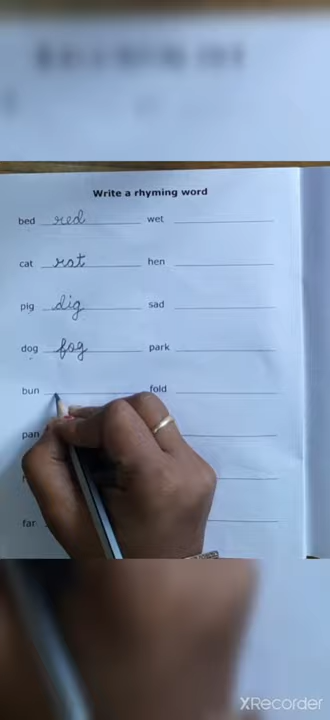 Write a rhyming word
bed red wet
cat rat hen
pig dig sad
dog fog park
bun fold
pan
far
XRecorder